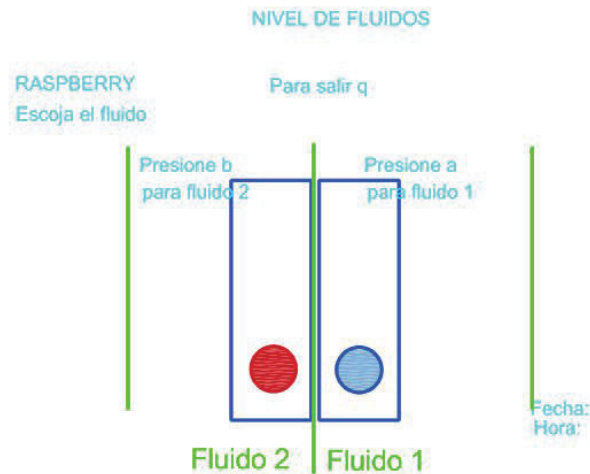 NIVEL DE FLUIDOS
RASPBERRY
Para salir q
Escoja el fluido
Presione b
para fluido 2
Presione a
para fluido 1
Fecha:
Hora:
Fluido 2
Fluido 1